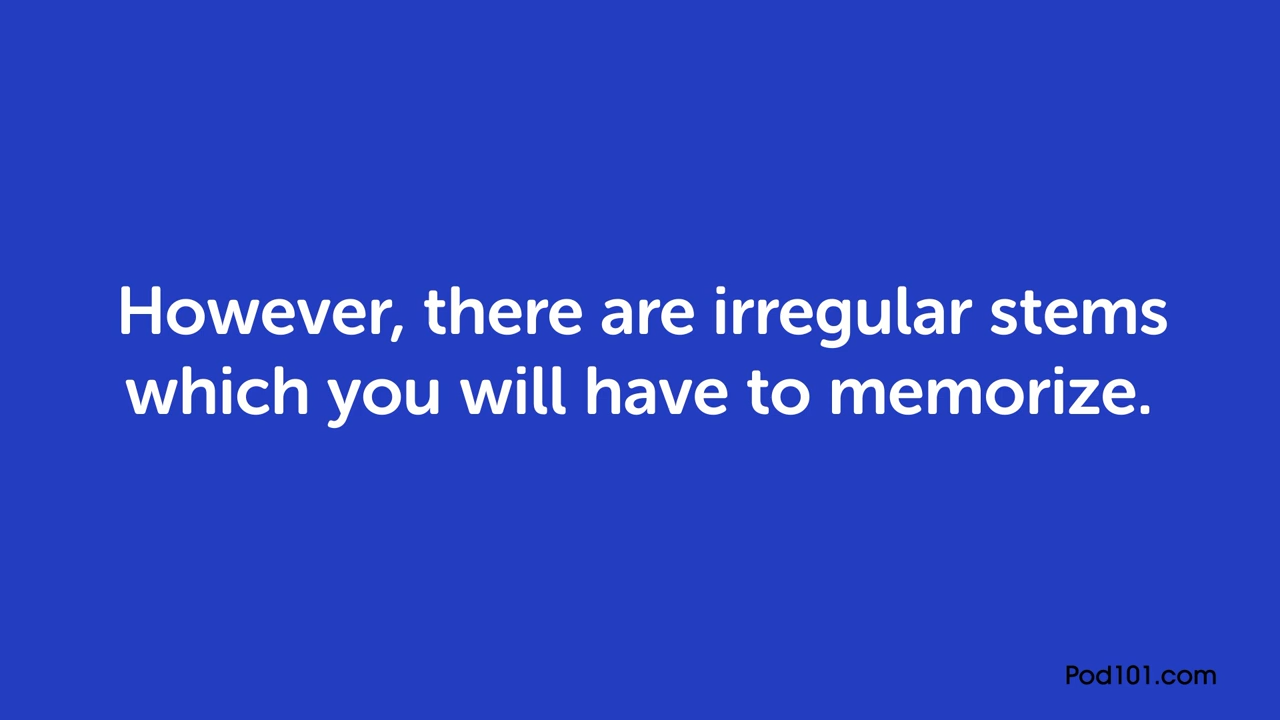 However, there are irregular stems
which you will have to memorize.
Pod101.com